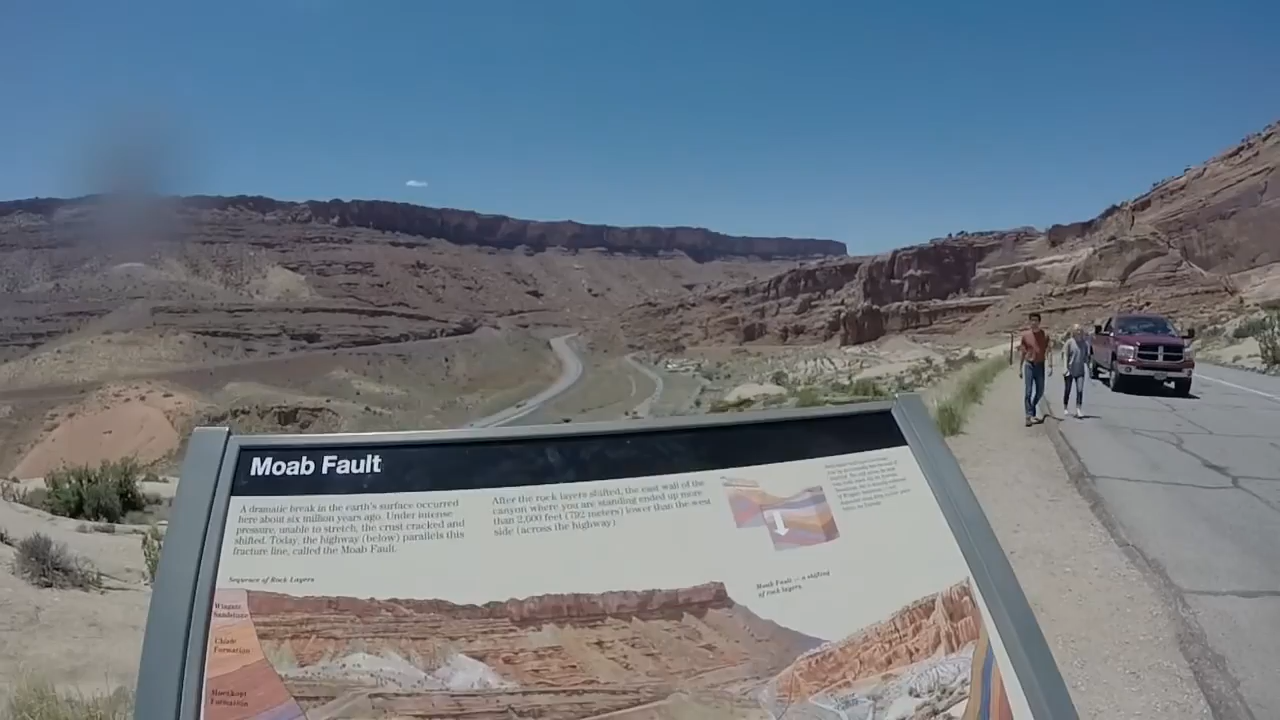 Moab Fault
A dramatic break in the earth's surface occurred
here about six million years ago. Under intense
pressure, unable to stretch, the crust cracked and
shifted. Today, the highway (below) parallels this
fracture line, called the Moab Fault.
After the rock layers shifted, the east wall of the
canyon where you are standing ended up more
than 2,600 feet (792 meters) lower than the west
side (across the highway)
Moab Fault — a shifting
of rock layers.
Sequence of Rock Layers
Wingate
Sandstone
Chinle
Formation
Moenkopi
Formation